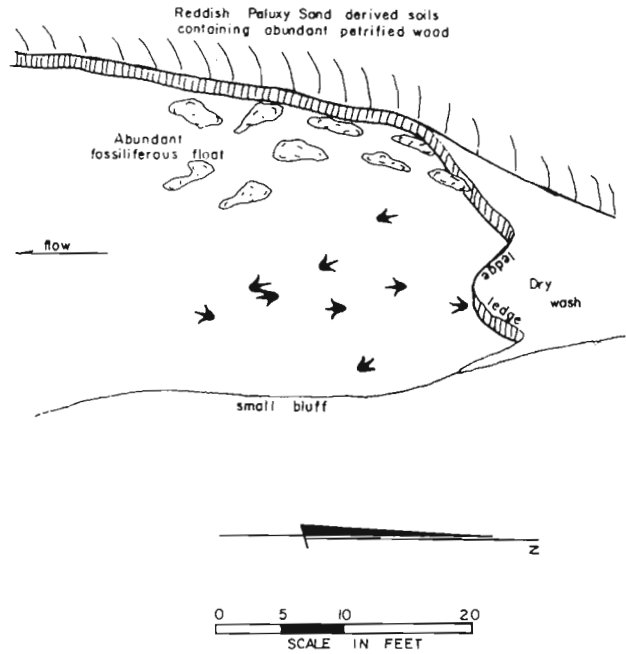 Reddish Paluxy Sand derived soils
containing abundant petrified wood
Abundant
fossiliferous float
flow
ledge
Dry
wash
ledge
small bluff
N
0 5 10 20
SCALE IN FEET